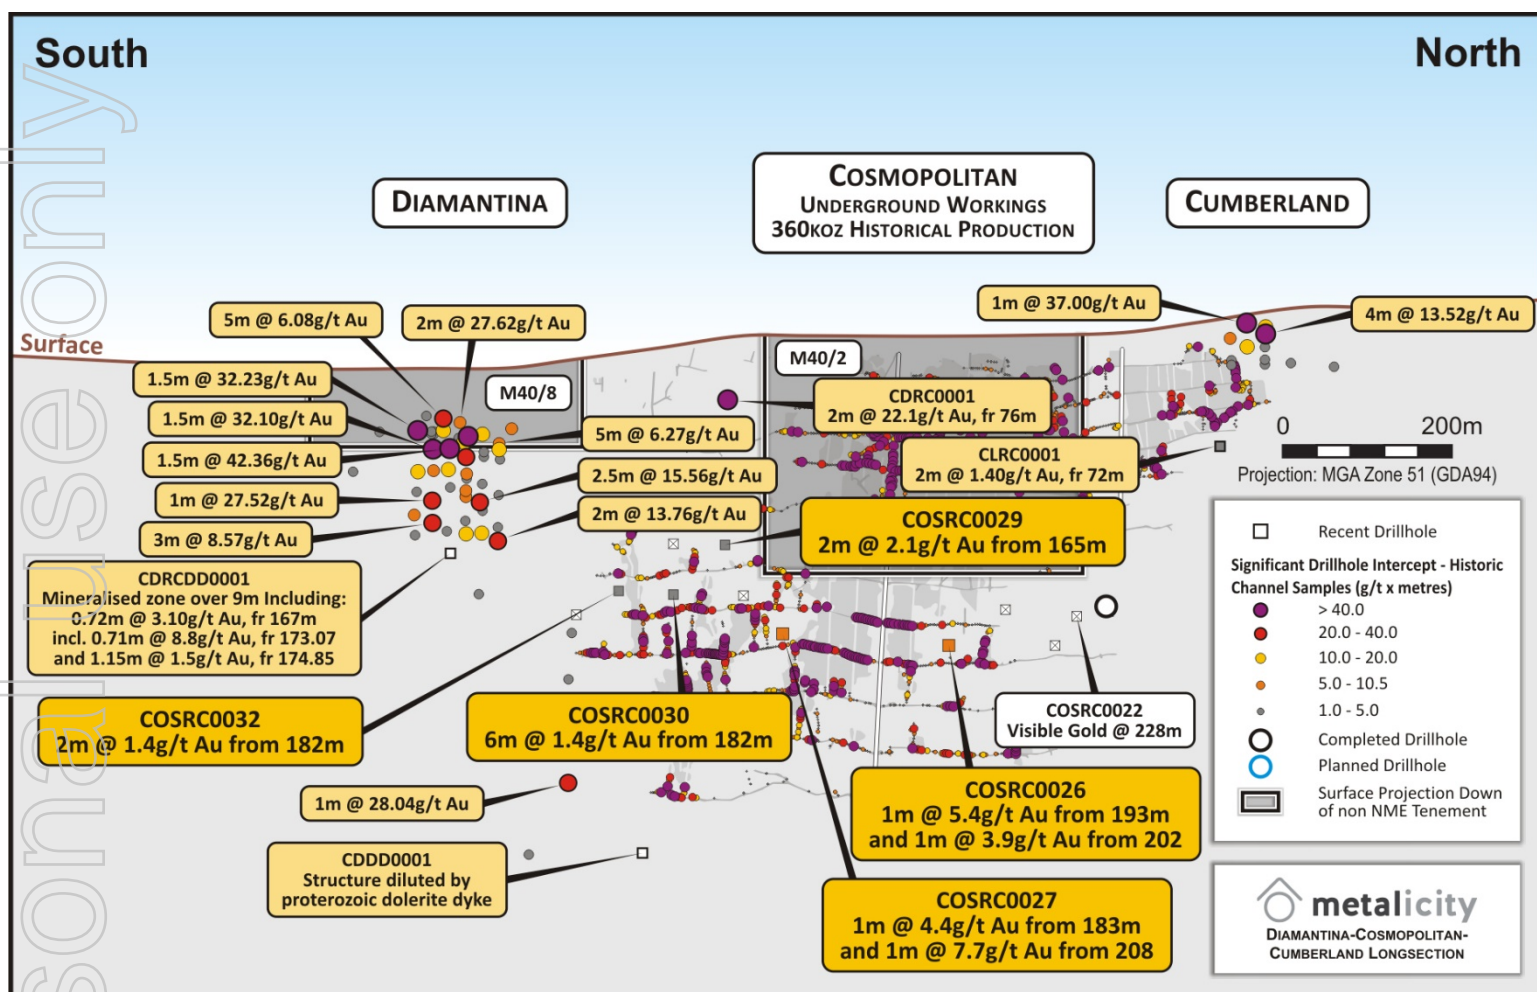 South
North
DIAMANTINA
COSMOPOLITAN
UNDERGROUND WORKINGS
360KOZ HISTORICAL PRODUCTION
CUMBERLAND
Surface
5m @ 6.08g/t Au
2m @ 27.62g/t Au
1m @ 37.00g/t Au
4m @ 13.52g/t Au
1.5m @ 32.23g/t Au
M40/8
M40/2
1.5m @ 32.10g/t Au
CDRC0001
2m @ 22.1g/t Au, fr 76m
5m @ 6.27g/t Au
1.5m @ 42.36g/t Au
CLRC0001
2m @ 1.40g/t Au, fr 72m
2.5m @ 15.56g/t Au
1m @ 27.52g/t Au
2m @ 13.76g/t Au
3m @ 8.57g/t Au
COSRC0029
2m @ 2.1g/t Au from 165m
CDRCDD0001
Mineralised zone over 9m Including:
0.72m @ 3.10g/t Au, fr 167m
incl. 0.71m @ 8.8g/t Au, fr 173.07
and 1.15m @ 1.5g/t Au, fr 174.85
COSRC0032
2m @ 1.4g/t Au from 182m
COSRC0030
6m @ 1.4g/t Au from 182m
COSRC0022
Visible Gold @ 228m
1m @ 28.04g/t Au
COSRC0026
1m @ 5.4g/t Au from 193m
and 1m @ 3.9g/t Au from 202
CDDD0001
Structure diluted by
proterozoic dolerite dyke
COSRC0027
1m @ 4.4g/t Au from 183m
and 1m @ 7.7g/t Au from 208
0 200m
Projection: MGA Zone 51 (GDA94)
Recent Drillhole
Significant Drillhole Intercept - Historic
Channel Samples (g/t x metres)
> 40.0
20.0 - 40.0
10.0 - 20.0
5.0 - 10.5
1.0 - 5.0
Completed Drillhole
Planned Drillhole
Surface Projection Down
of non NME Tenement
metalicity
DIAMANTINA-COSMOPOLITAN-
CUMBERLAND LONGSECTION
sonal use only